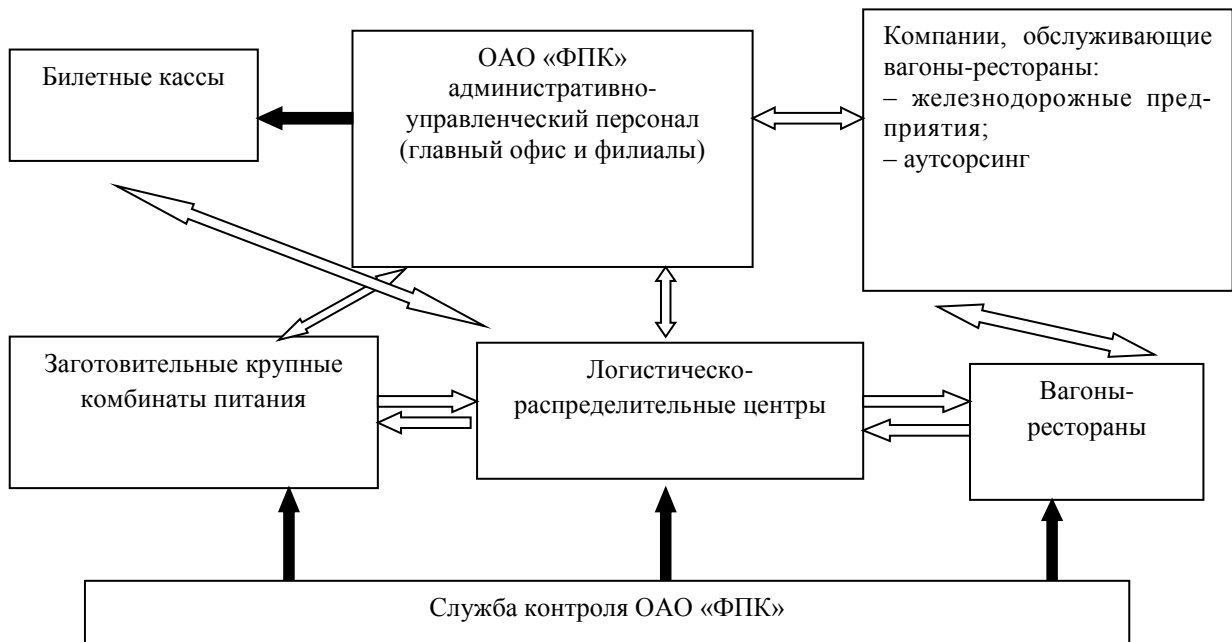 Билетные кассы
ОАО «ФПК»
административно-
управленческий персонал
(главный офис и филиалы)
Компании, обслуживающие
вагоны-рестораны:
– железнодорожные пред-
приятия;
– аутсорсинг
Заготовительные крупные
комбинаты питания
Логистическо-
распределительные центры
Вагоны-
рестораны
Служба контроля ОАО «ФПК»